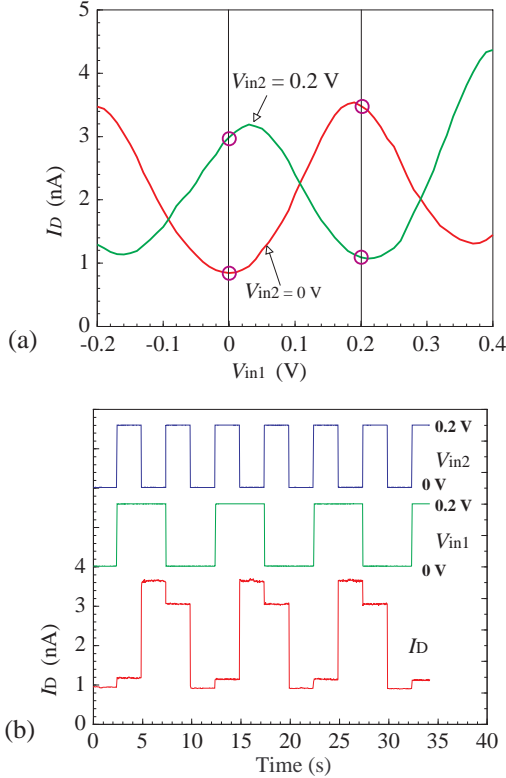 5
4
Vin2 = 0.2 V
3
ID (nA)
2
1
Vin2 = 0 V
0
(a)
-0.2 -0.1 0 0.1 0.2 0.3 0.4
Vin1 (V)
0.2 V
Vin2
0 V
0.2 V
Vin1
4
0 V
3
ID (nA)
2
ID
1
0
(b)
0 5 10 15 20 25 30 35 40
Time (s)